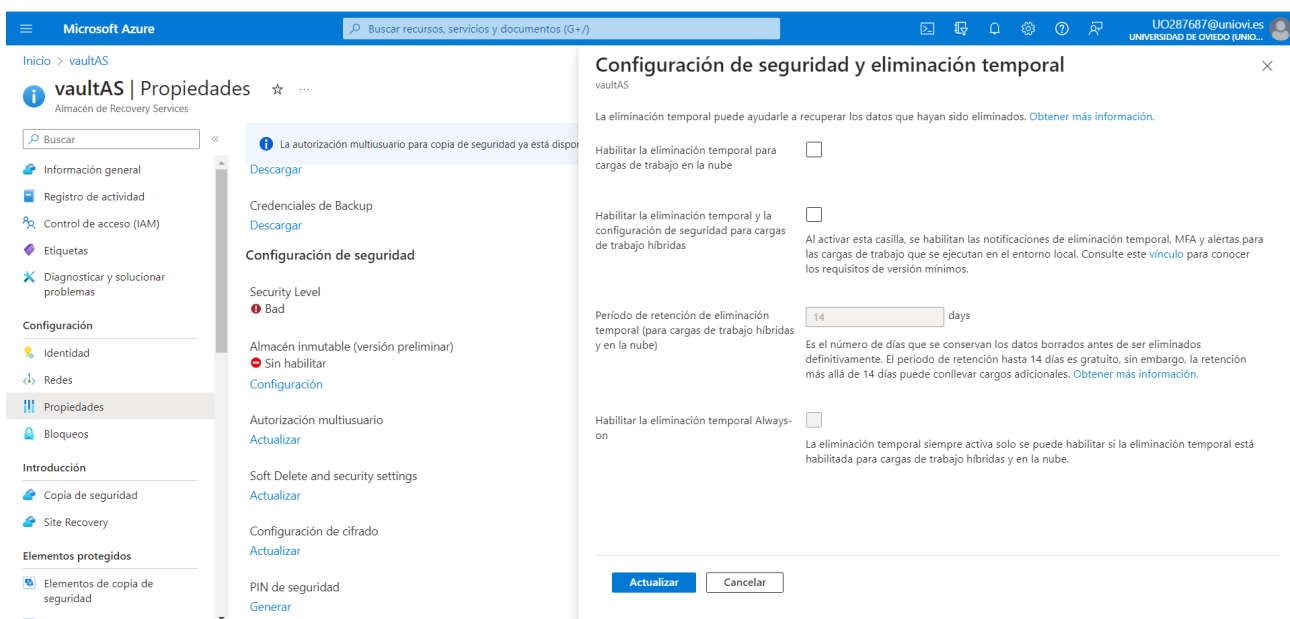 Microsoft Azure
Buscar recursos, servicios y documentos (G+/)
UO287687@uniovi.es
UNIVERSIDAD DE OVIEDO (UNIO...
Inicio > vaultAS
vaultAS | Propiedades
Almacén de Recovery Services
Buscar
Información general
Registro de actividad
Control de acceso (IAM)
Etiquetas
Diagnosticar y solucionar
problemas
Configuración
Identidad
Redes
Propiedades
Bloqueos
Introducción
Copia de seguridad
Site Recovery
Elementos protegidos
Elementos de copia de
seguridad
La autorización multiusuario para copia de seguridad ya está dispon
Descargar
Credenciales de Backup
Descargar
Configuración de seguridad
Security Level
Bad
Almacén inmutable (versión preliminar)
Sin habilitar
Configuración
Autorización multiusuario
Actualizar
Soft Delete and security settings
Actualizar
Configuración de cifrado
Actualizar
PIN de seguridad
Generar
Configuración de seguridad y eliminación temporal
vaultAS
La eliminación temporal puede ayudarle a recuperar los datos que hayan sido eliminados. Obtener más información.
Habilitar la eliminación temporal para
cargas de trabajo en la nube
Habilitar la eliminación temporal y la
configuración de seguridad para cargas
de trabajo híbridas
Al activar esta casilla, se habilitan las notificaciones de eliminación temporal, MFA y alertas para
las cargas de trabajo que se ejecutan en el entorno local. Consulte este vínculo para conocer
los requisitos de versión mínimos.
Período de retención de eliminación
temporal (para cargas de trabajo híbridas
y en la nube)
14 days
Es el número de días que se conservan los datos borrados antes de ser eliminados
definitivamente. El periodo de retención hasta 14 días es gratuito, sin embargo, la retención
más allá de 14 días puede conllevar cargos adicionales. Obtener más información.
Habilitar la eliminación temporal Always-
on
La eliminación temporal siempre activa solo se puede habilitar si la eliminación temporal está
habilitada para cargas de trabajo híbridas y en la nube.
Actualizar
Cancelar